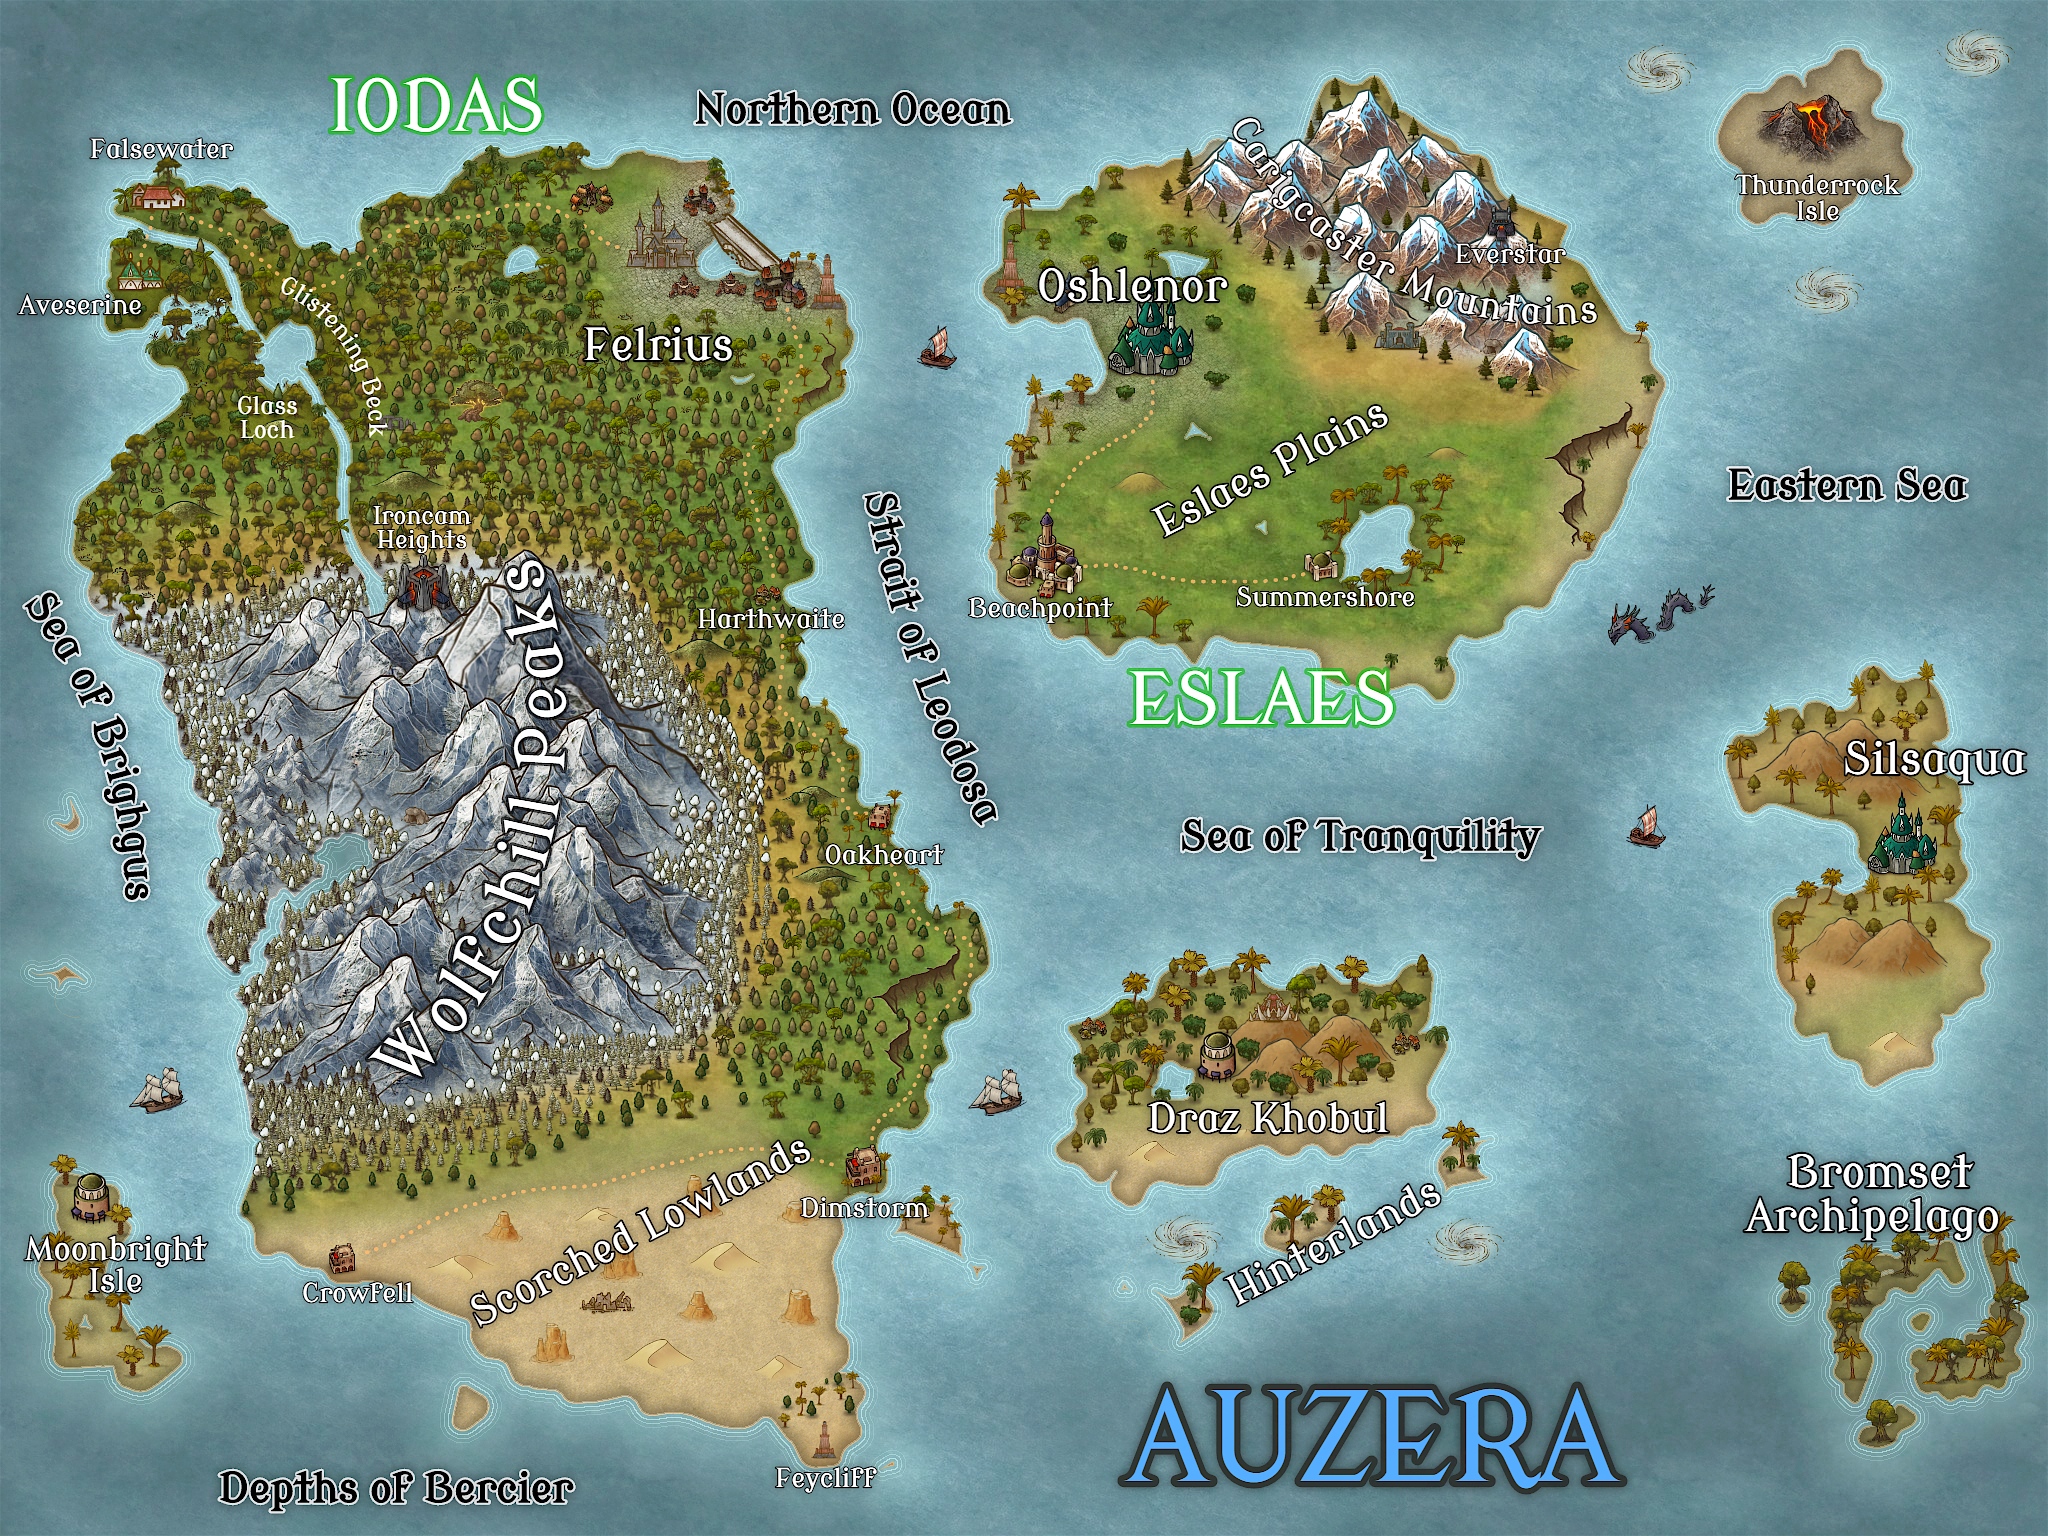 IODAS
Northern Ocean
Falsewater
Carigcaster Mountains
Thunderrock
Isle
Everstar
Aveserine
Glistening Beck
Oshlenor
Felrius
Glass
Loch
Eslaes Plains
Eastern Sea
Ironcam
Heights
Strait of Leodosa
Harthwaite
Beachpoint
Summershore
Sea of Brighgus
Wolfchill peaks
ESLAES
Silsaqua
Sea of Tranquility
Oakheart
Draz Khobul
Scorched Lowlands
Dimstorm
Hinterlands
Bromset
Archipelago
Moonbright
Isle
Crowfell
AUZERA
Feycliff
Depths of Bercier